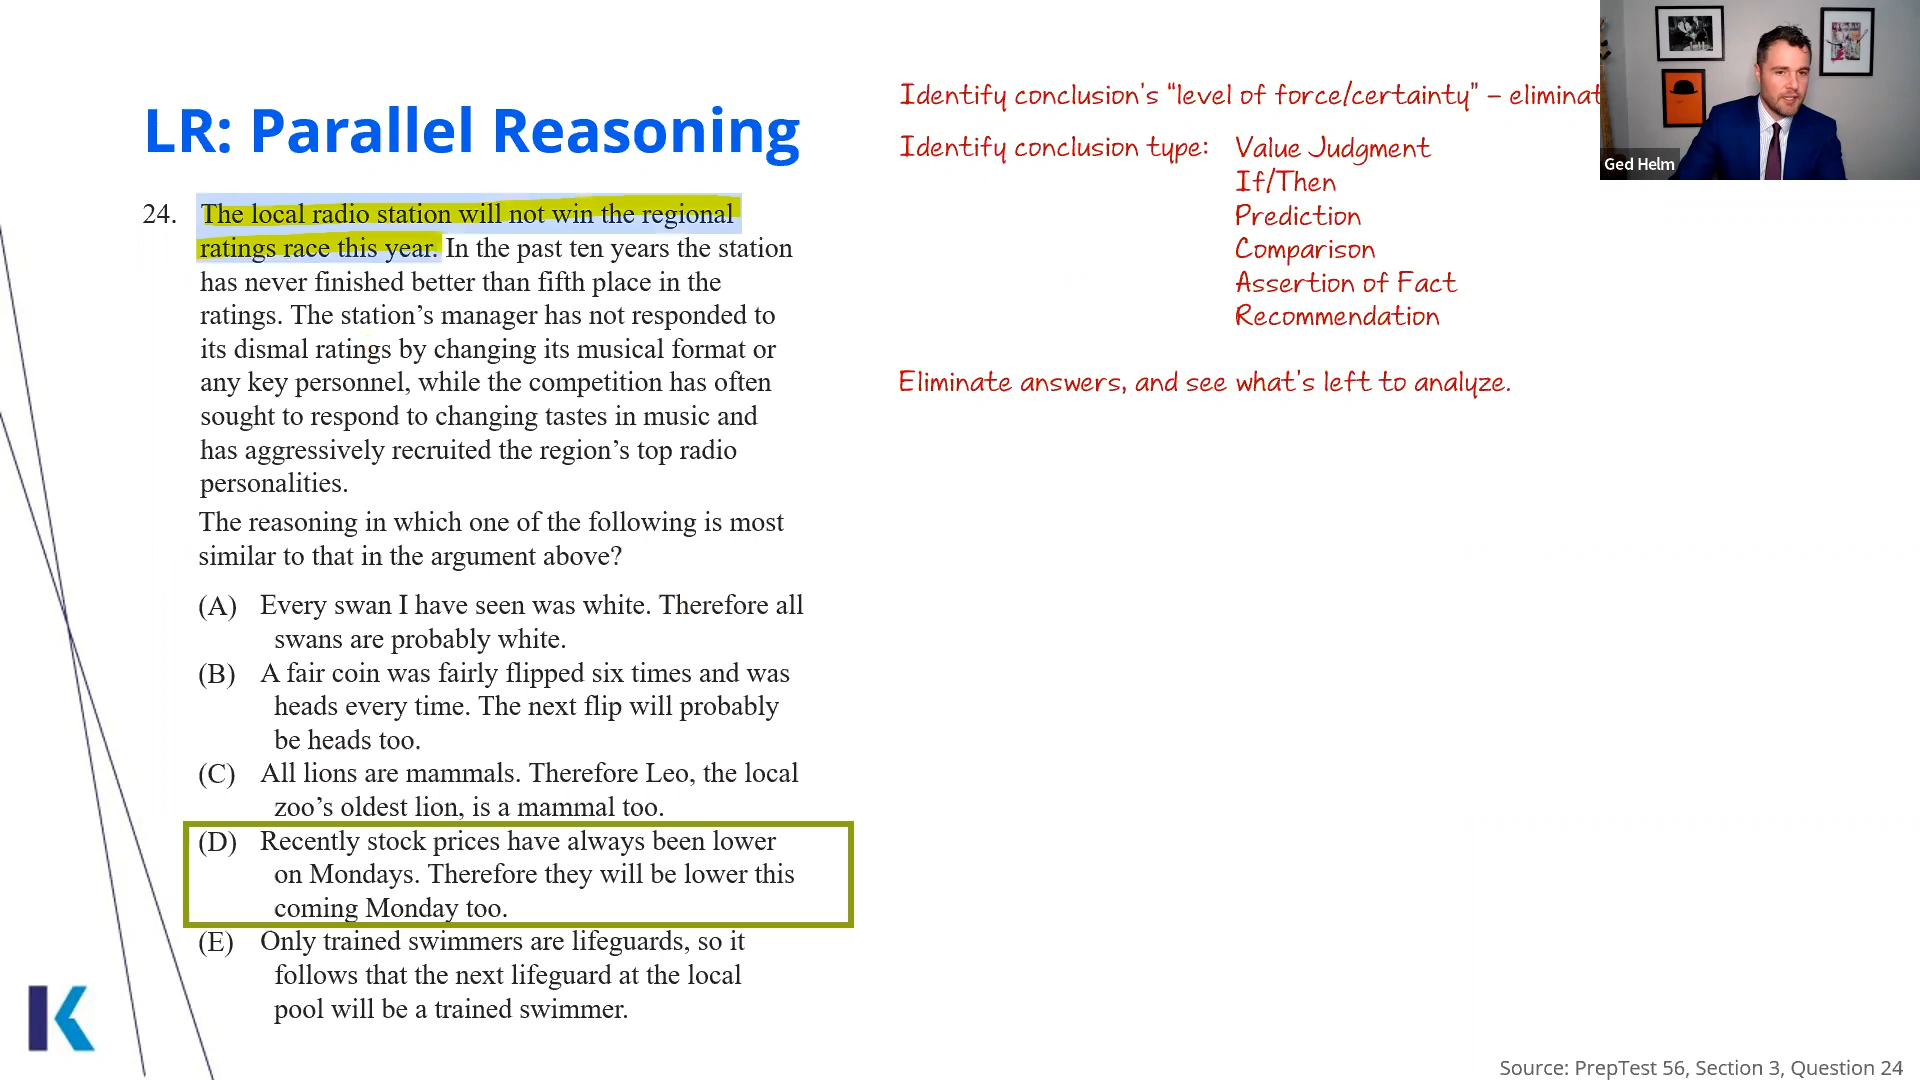 LR: Parallel Reasoning
24. The local radio station will not win the regional
ratings race this year. In the past ten years the station
has never finished better than fifth place in the
ratings. The station’s manager has not responded to
its dismal ratings by changing its musical format or
any key personnel, while the competition has often
sought to respond to changing tastes in music and
has aggressively recruited the region’s top radio
personalities.
The reasoning in which one of the following is most
similar to that in the argument above?
(A) Every swan I have seen was white. Therefore all
swans are probably white.
(B) A fair coin was fairly flipped six times and was
heads every time. The next flip will probably
be heads too.
(C) All lions are mammals. Therefore Leo, the local
zoo’s oldest lion, is a mammal too.
(D) Recently stock prices have always been lower
on Mondays. Therefore they will be lower this
coming Monday too.
(E) Only trained swimmers are lifeguards, so it
follows that the next lifeguard at the local
pool will be a trained swimmer.
Identify conclusion's "level of force/certainty" – eliminat
Identify conclusion type: Value Judgment
If/Then
Prediction
Comparison
Assertion of Fact
Recommendation
Eliminate answers, and see what's left to analyze.
Ged Helm
K
Source: PrepTest 56, Section 3, Question 24